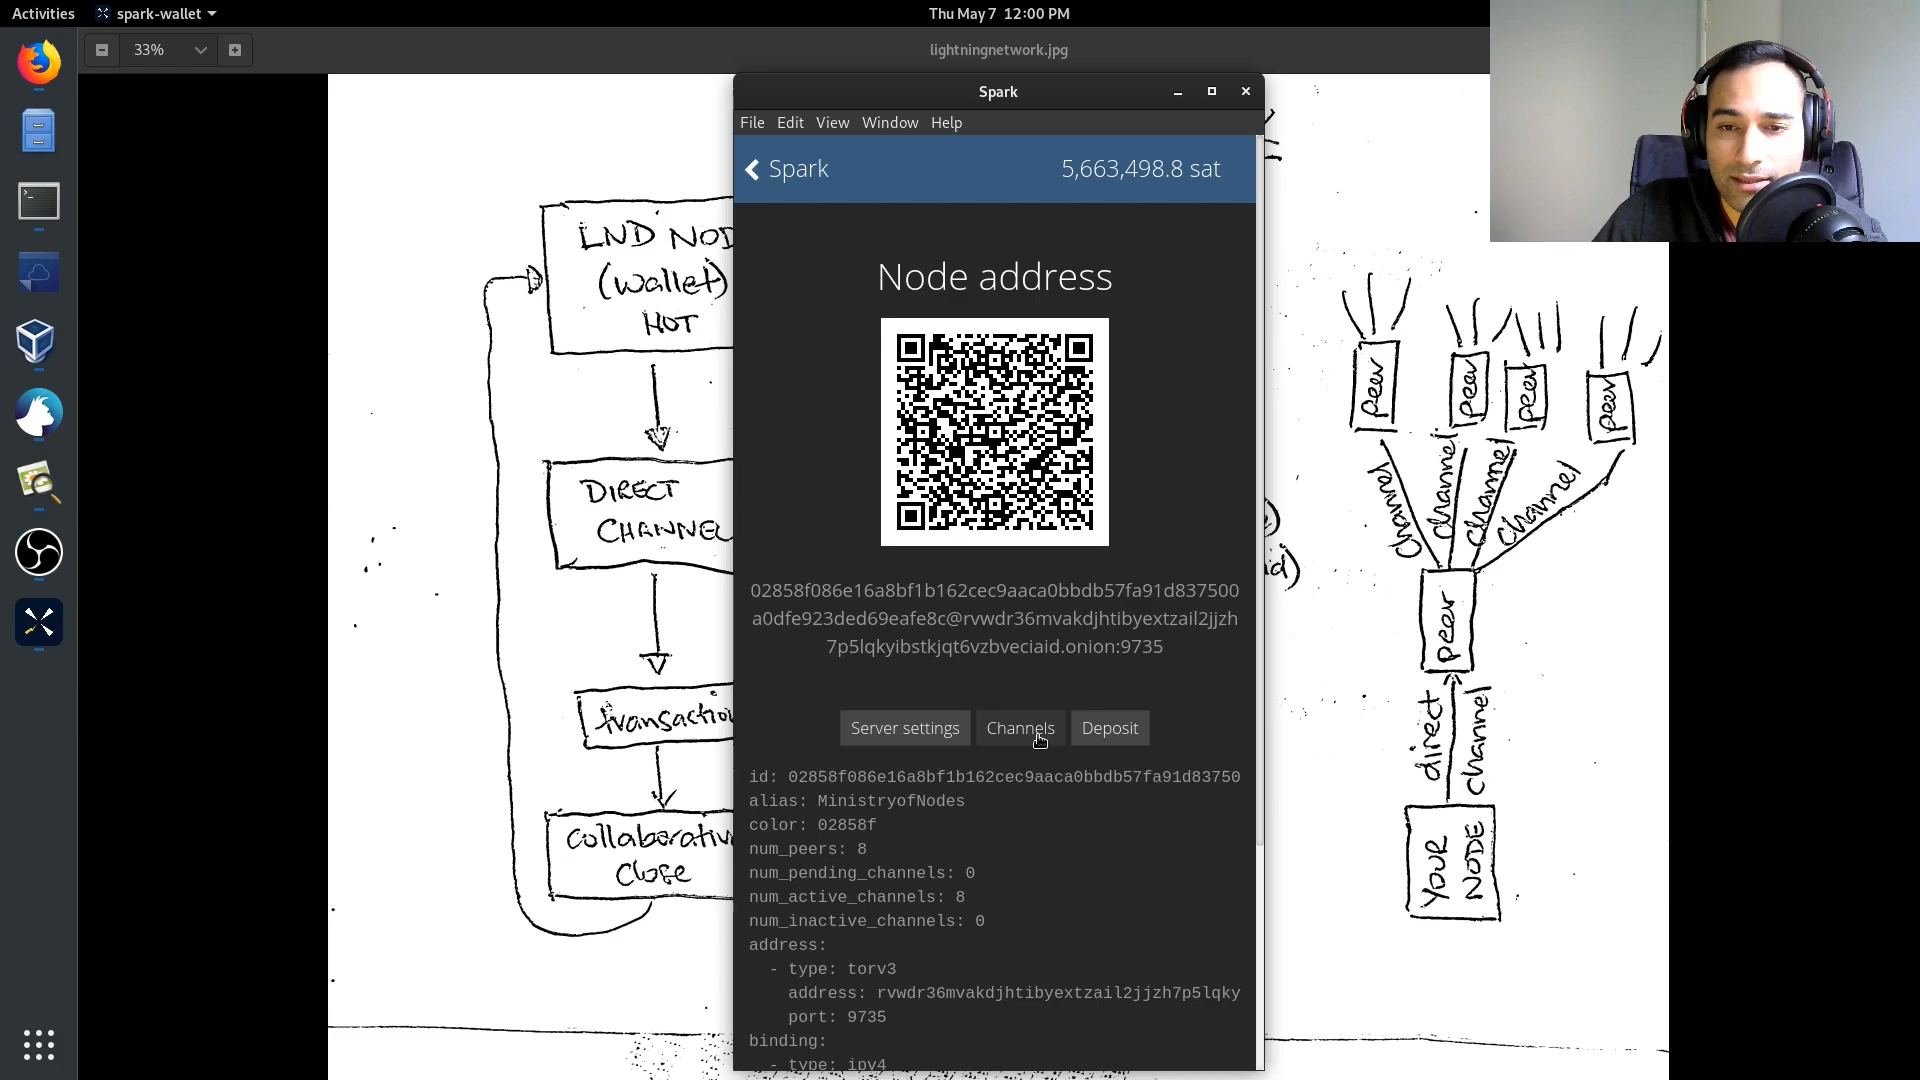 Activities
spark-wallet
Thu May 7 12:00 PM
33%
lightningnetwork.jpg
Spark
File Edit View Window Help
Spark
5,663,498.8 sat
Node address
02858f086e16a8bf1b162cec9aaca0bbdb57fa91d837500
a0dfe923ded69eafe8c@rvwdr36mvakdjhtibyextzail2jjzh
7p5lqkyibstkjqt6vzbveciaid.onion:9735
Server settings
Channels
Deposit
id: 02858f086e16a8bf1b162cec9aaca0bbdb57fa91d83750
alias: MinistryofNodes
color: 02858f
num_peers: 8
num_pending_channels: 0
num_active_channels: 8
num_inactive_channels: 0
address:
- type: torv3
address: rvwdr36mvakdjhtibyextzail2jjzh7p5lqky
port: 9735
binding:
- type: ipv4
LND NOD
(wallet)
HOT
DIRECT
CHANNEL
transactio
collaborativ
close
peer
peer
peer
peer
channel
channel
channel
channel
peer
direct
channel
YOUR
NODE